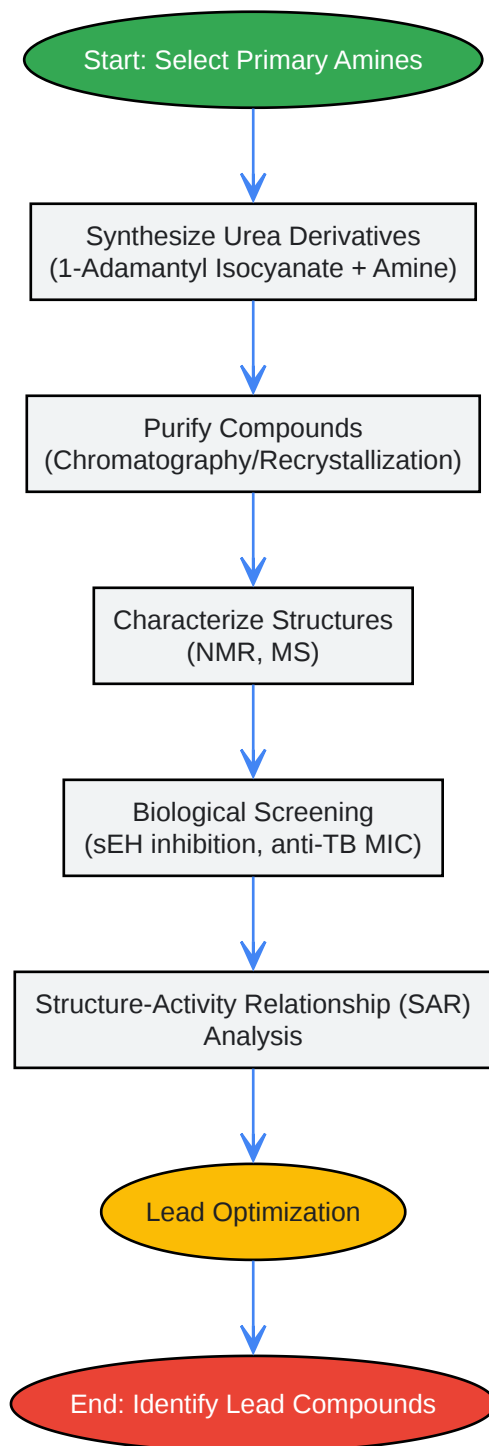 Start: Select Primary Amines
Synthesize Urea Derivatives
(1-Adamantyl Isocyanate + Amine)
Purify Compounds
(Chromatography/Recrystallization)
Characterize Structures
(NMR, MS)
Biological Screening
(sEH inhibition, anti-TB MIC)
Structure-Activity Relationship (SAR)
Analysis
Lead Optimization
End: Identify Lead Compounds